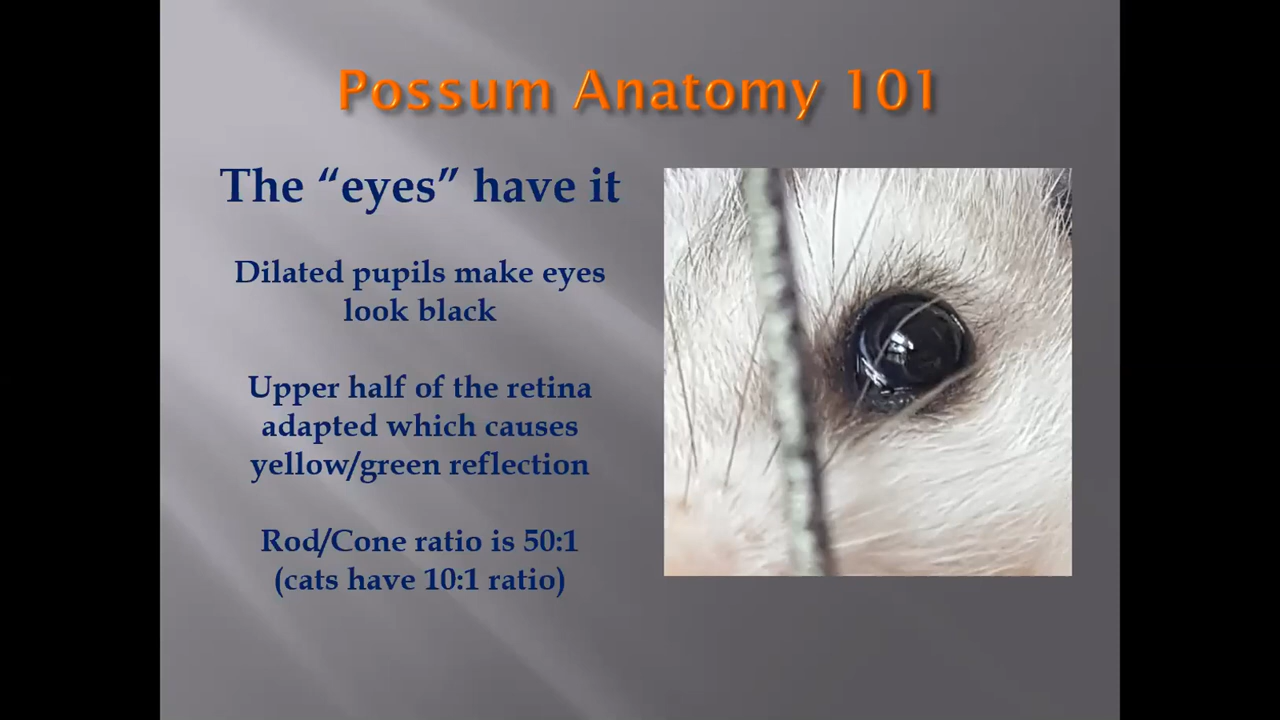 Possum Anatomy 101
The “eyes” have it
Dilated pupils make eyes
look black
Upper half of the retina
adapted which causes
yellow/green reflection
Rod/Cone ratio is 50:1
(cats have 10:1 ratio)